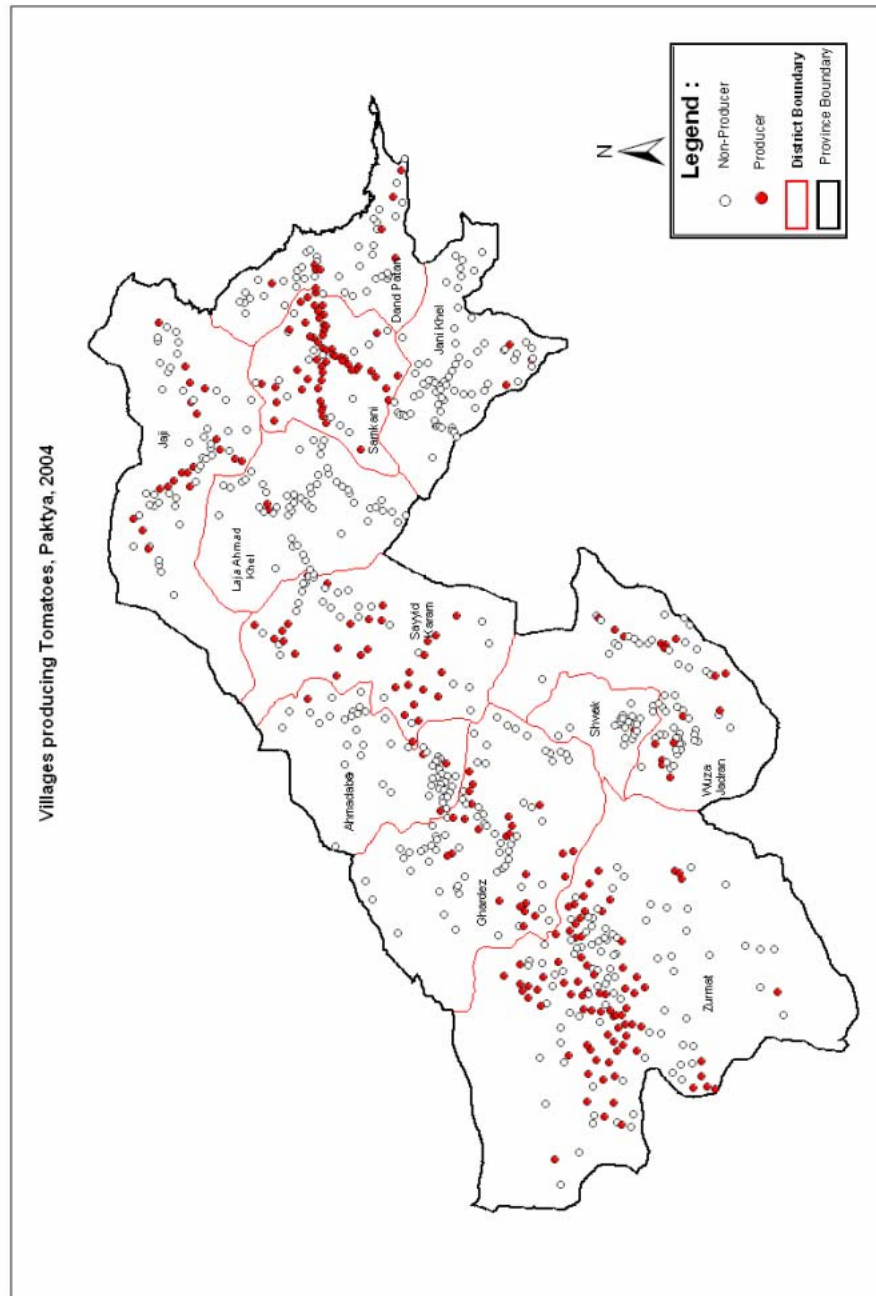 Villages producing Tomatoes, Paktya, 2004
N
Legend :
Non-Producer
Producer
District Boundary
Province Boundary
Jaji
Laja Ahmad
Khel
Samkani
Dand Patan
Jani Khel
Sayyid
Karam
Ahmadaba
Ghardez
Shwak
Wuza
Jadran
Zurmat